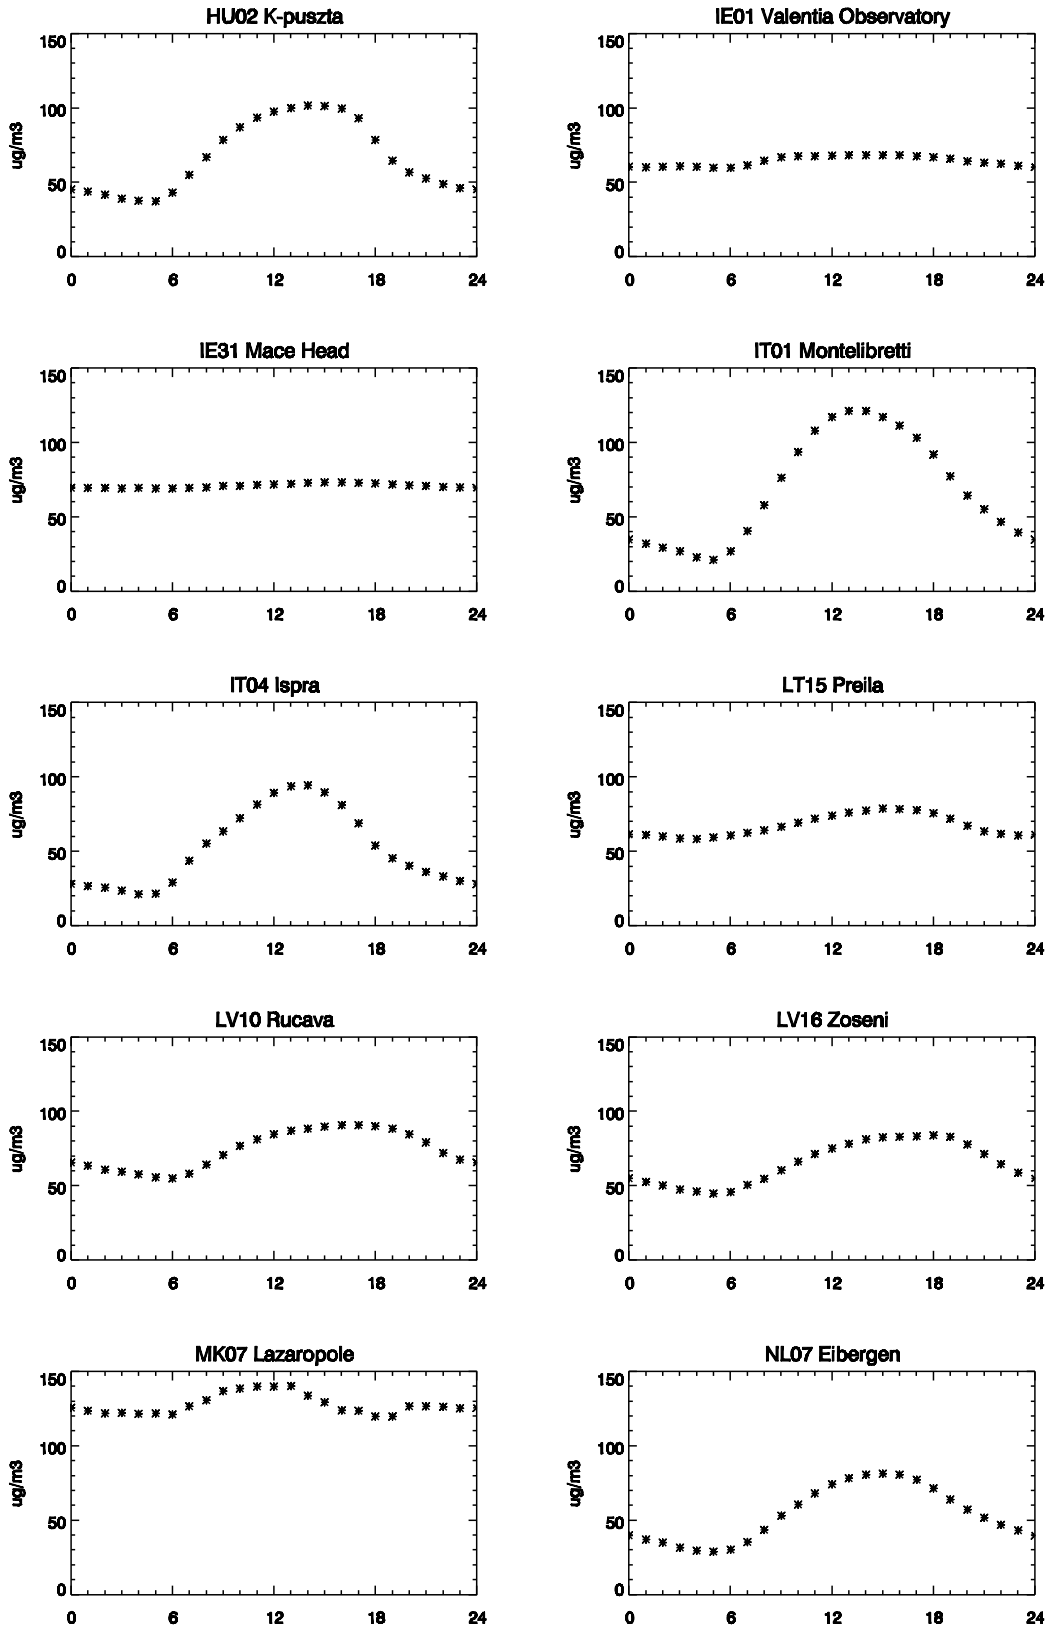 HU02 K-puszta
IE01 Valentia Observatory
150
100
50
0
ug/m3
0 6 12 18 24
150
100
50
0
ug/m3
0 6 12 18 24
IE31 Mace Head
IT01 Montelibretti
150
100
50
0
ug/m3
0 6 12 18 24
150
100
50
0
ug/m3
0 6 12 18 24
IT04 Ispra
LT15 Preila
150
100
50
0
ug/m3
0 6 12 18 24
150
100
50
0
ug/m3
0 6 12 18 24
LV10 Rucava
LV16 Zoseni
150
100
50
0
ug/m3
0 6 12 18 24
150
100
50
0
ug/m3
0 6 12 18 24
MK07 Lazaropole
NL07 Eibergen
150
100
50
0
ug/m3
0 6 12 18 24
150
100
50
0
ug/m3
0 6 12 18 24